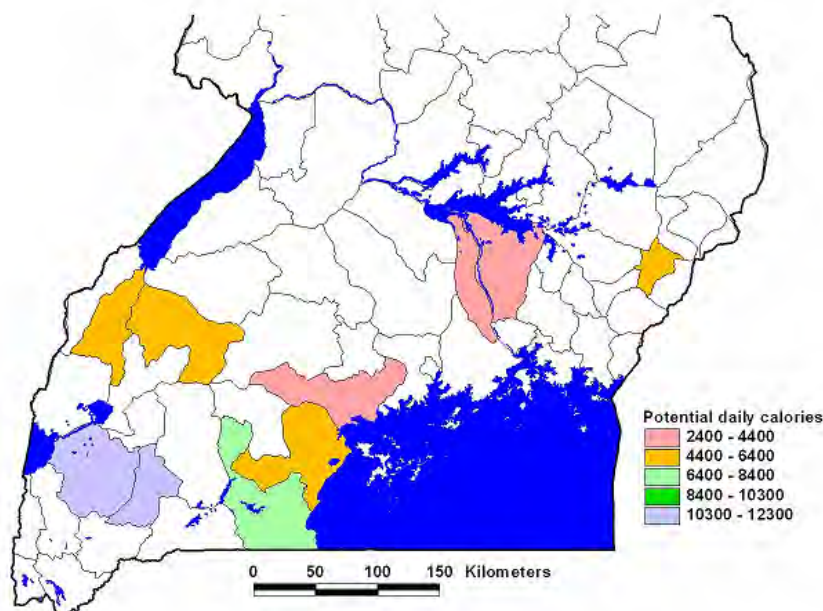 Potential daily calories
2400 - 4400
4400 - 6400
6400 - 8400
8400 - 10300
10300 - 12300
0 50 100 150 Kilometers